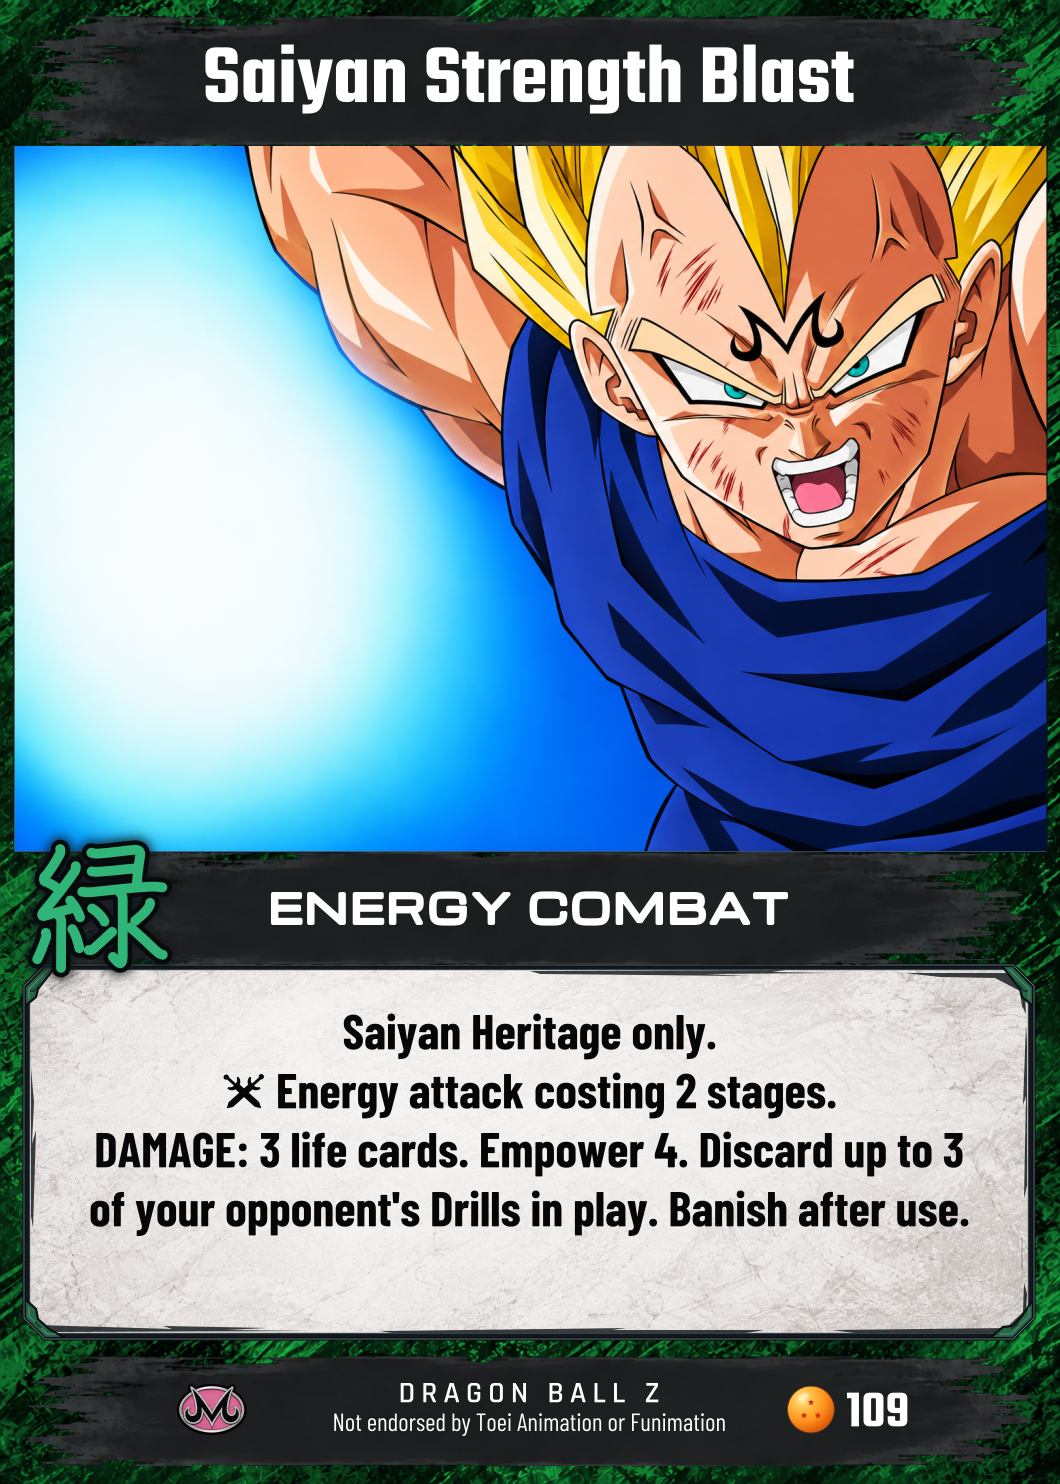 Saiyan Strength Blast
緑
ENERGY COMBAT
Saiyan Heritage only.
Energy attack costing 2 stages.
DAMAGE: 3 life cards. Empower 4. Discard up to 3
of your opponent's Drills in play. Banish after use.
DRAGON BALL Z
Not endorsed by Toei Animation or Funimation
109